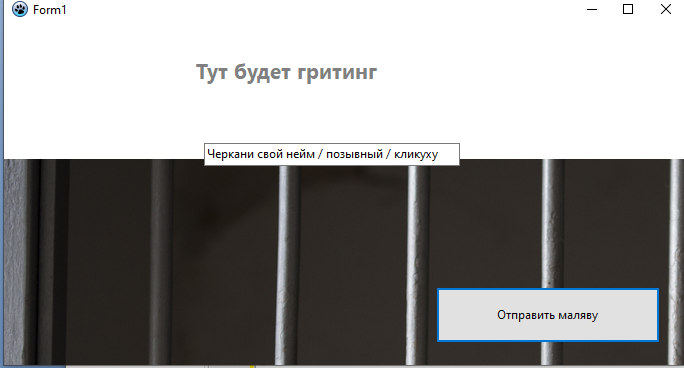 Form1
Тут будет гритинг
Черкани свой нейм / позывный / кликуху
Отправить маляву